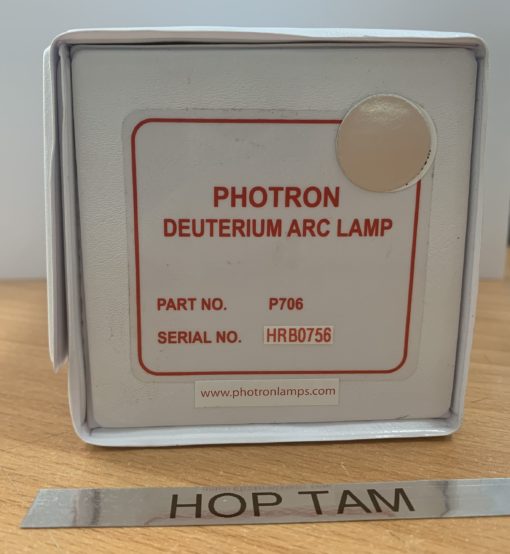 PHOTRON
DEUTERIUM ARC LAMP
PART NO. P706
SERIAL NO. HRB0756
www.photronlamps.com
HOP TAM